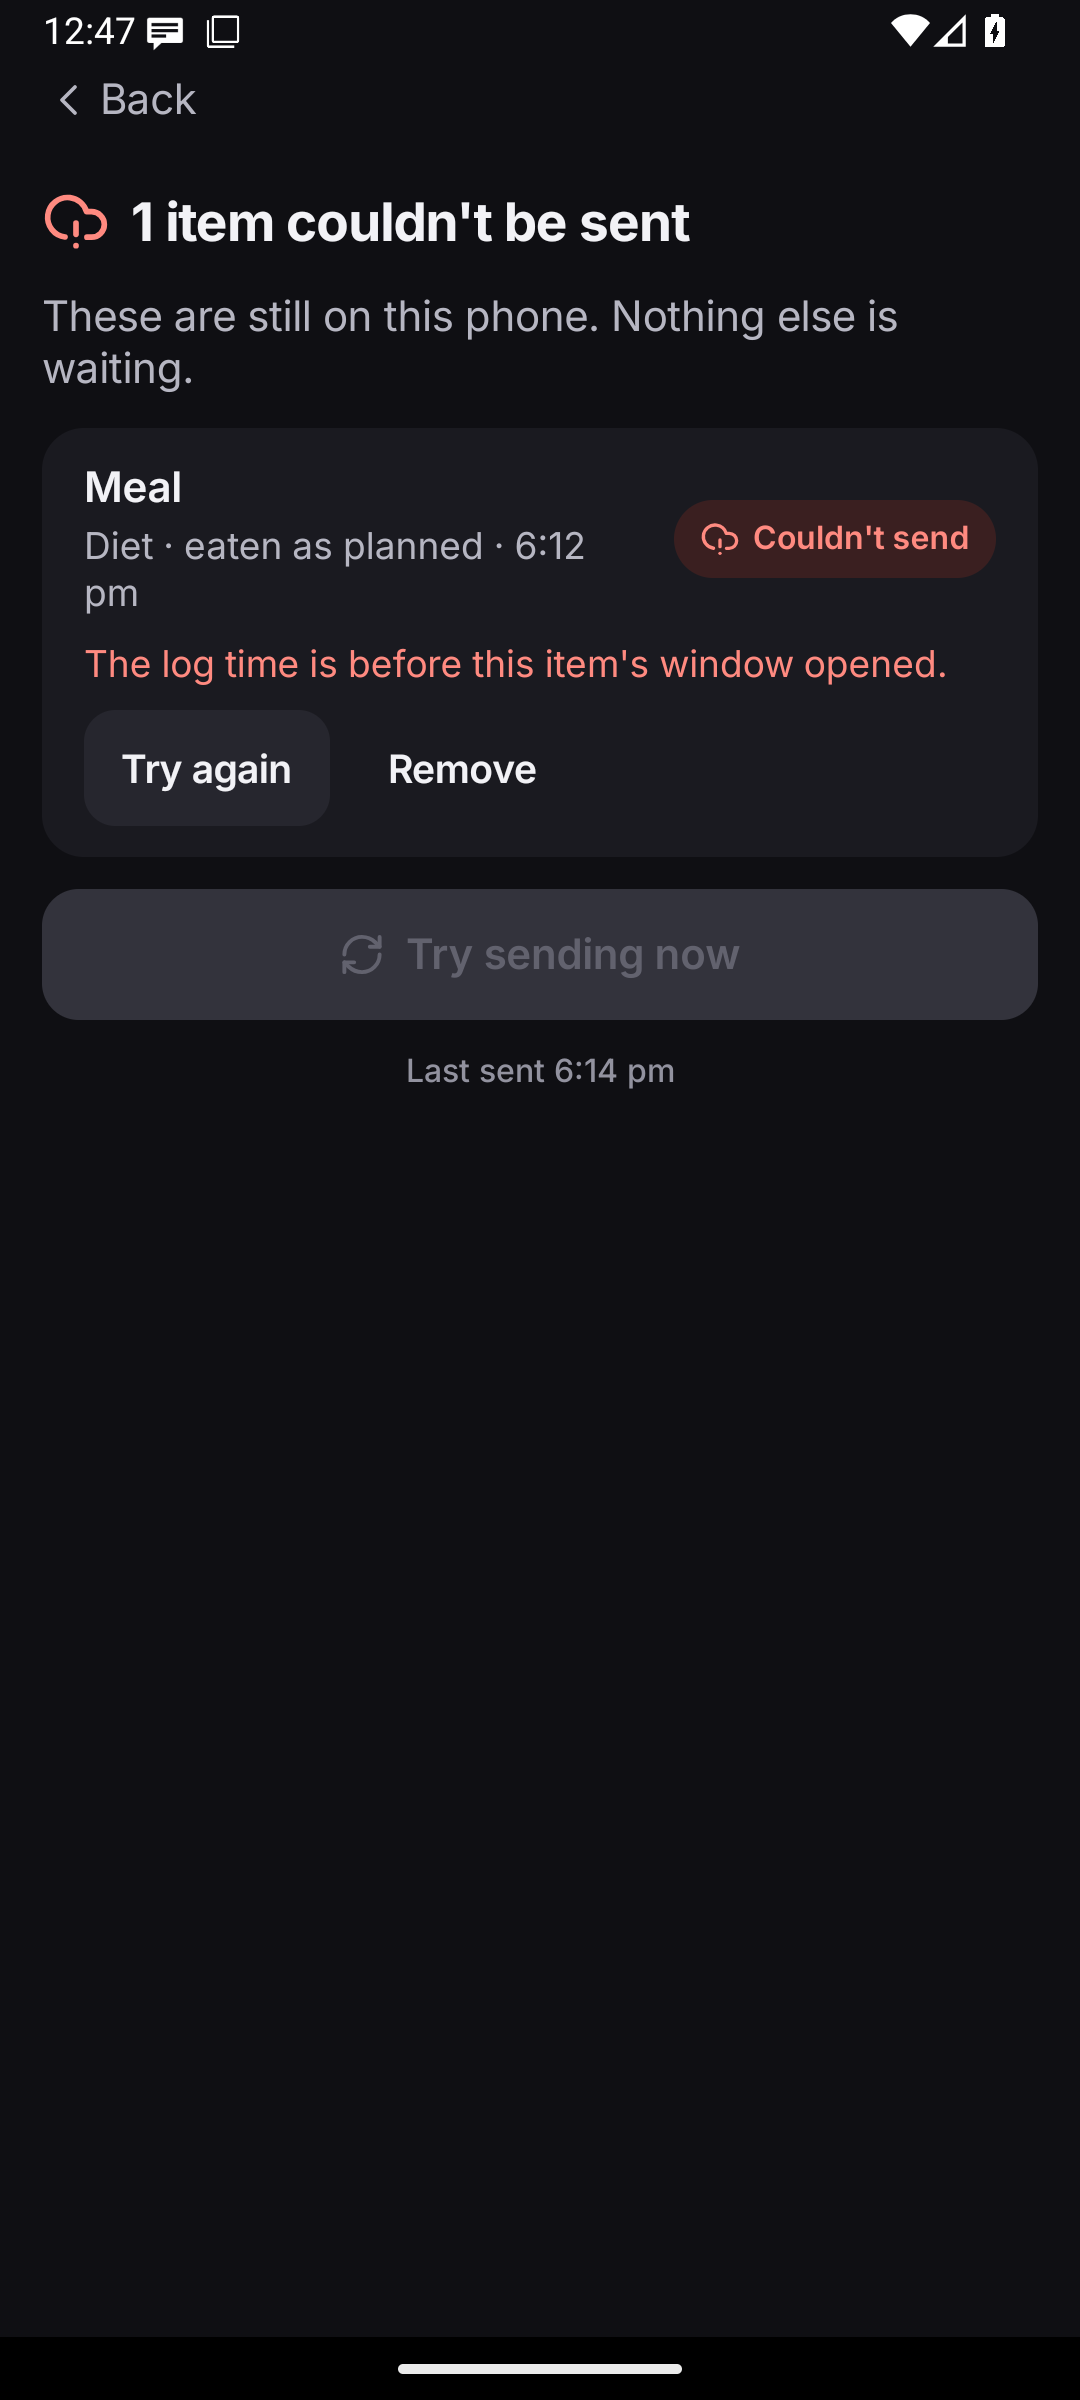 12:47
Back
1 item couldn't be sent
These are still on this phone. Nothing else is
waiting.
Meal
Diet · eaten as planned · 6:12
pm
Couldn't send
The log time is before this item's window opened.
Try again
Remove
Try sending now
Last sent 6:14 pm